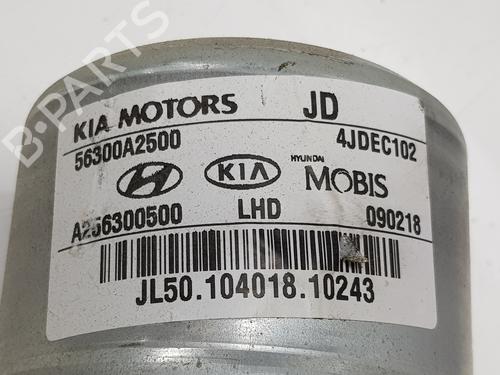 KIA MOTORS JD
56300A2500 4JDEC102
KIA HYUNDAI MOBIS
A256300500 LHD 090218
JL50.104018.10243
B-PARTS